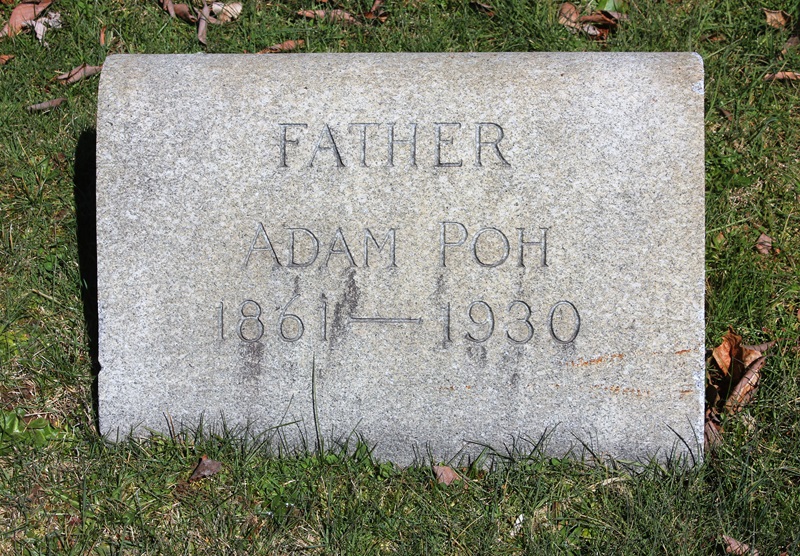 FATHER
ADAM POH
1861 — 1930